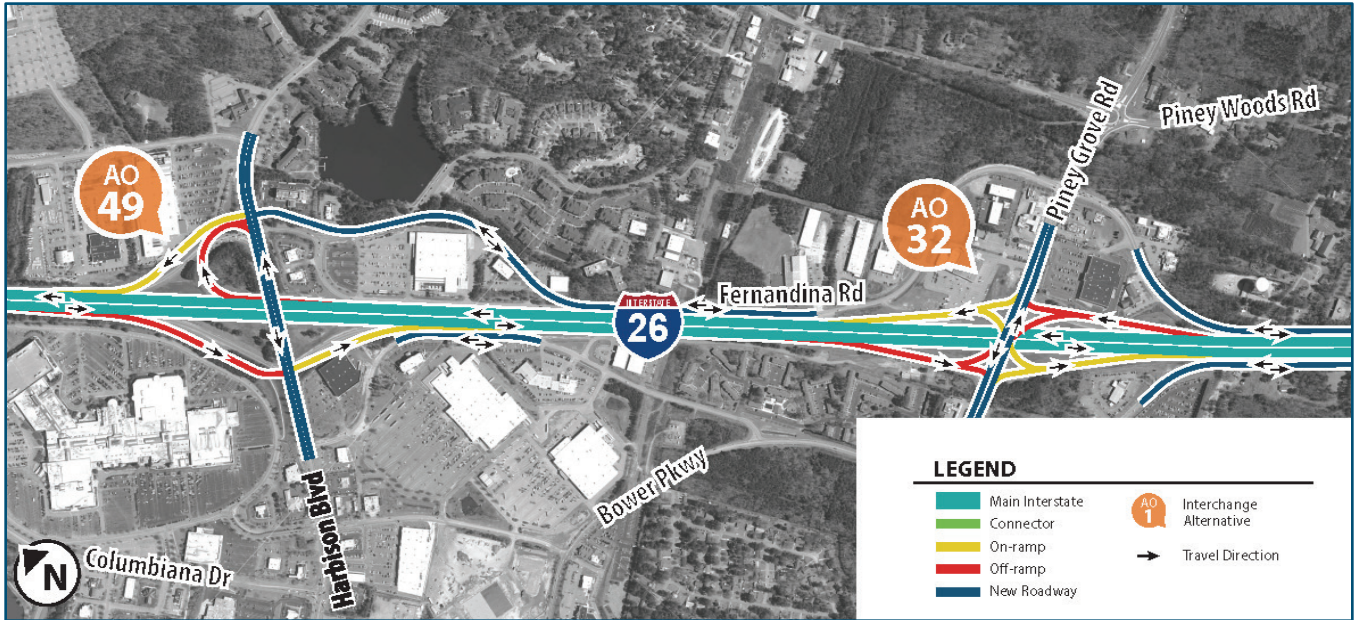 Piney Woods Rd
Piney Grove Rd
AO
49
AO
32
INTERSTATE
26
Fernandina Rd
Bower Pkwy
Harbison Blvd
Columbiana Dr
N
LEGEND
Main Interstate
Connector
On-ramp
Off-ramp
New Roadway
AO
1
Interchange
Alternative
Travel Direction